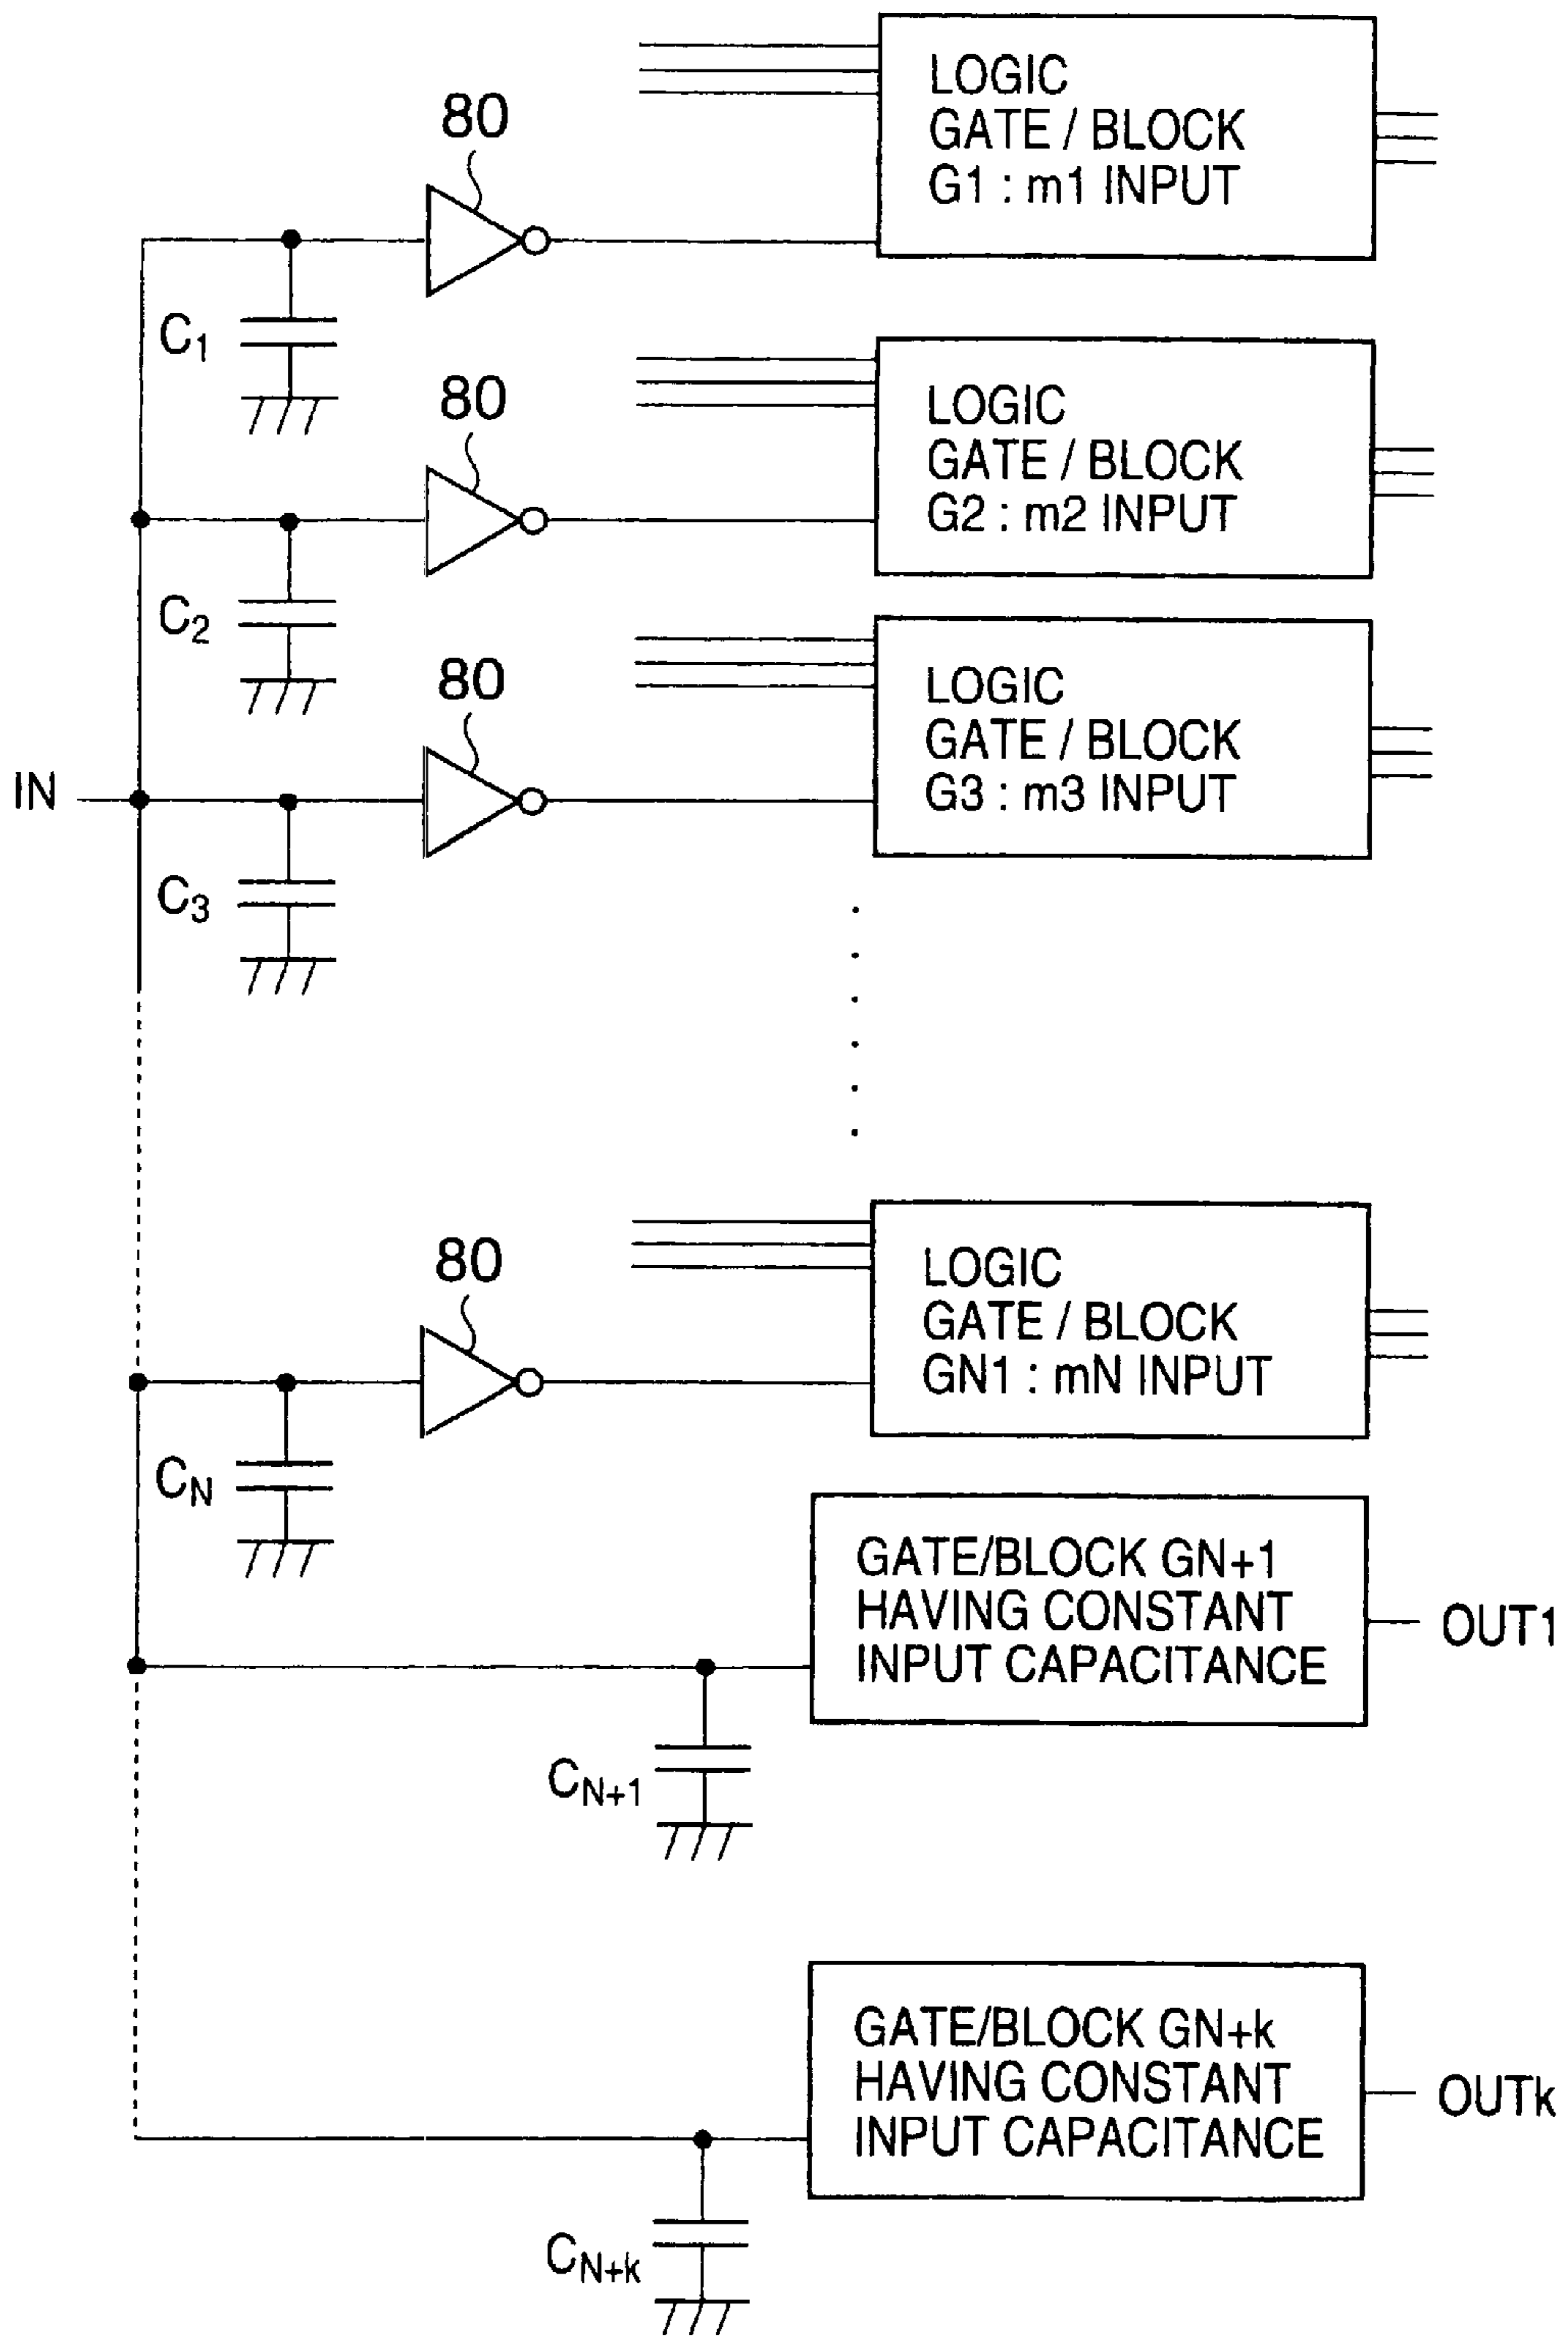 80
LOGIC
GATE / BLOCK
G1 : m1 INPUT
C1
80
LOGIC
GATE / BLOCK
G2 : m2 INPUT
C2
80
LOGIC
GATE / BLOCK
G3 : m3 INPUT
IN
C3
80
LOGIC
GATE / BLOCK
GN1 : mN INPUT
CN
GATE/BLOCK GN+1
HAVING CONSTANT
INPUT CAPACITANCE
OUT1
CN+1
GATE/BLOCK GN+k
HAVING CONSTANT
INPUT CAPACITANCE
OUTk
CN+k